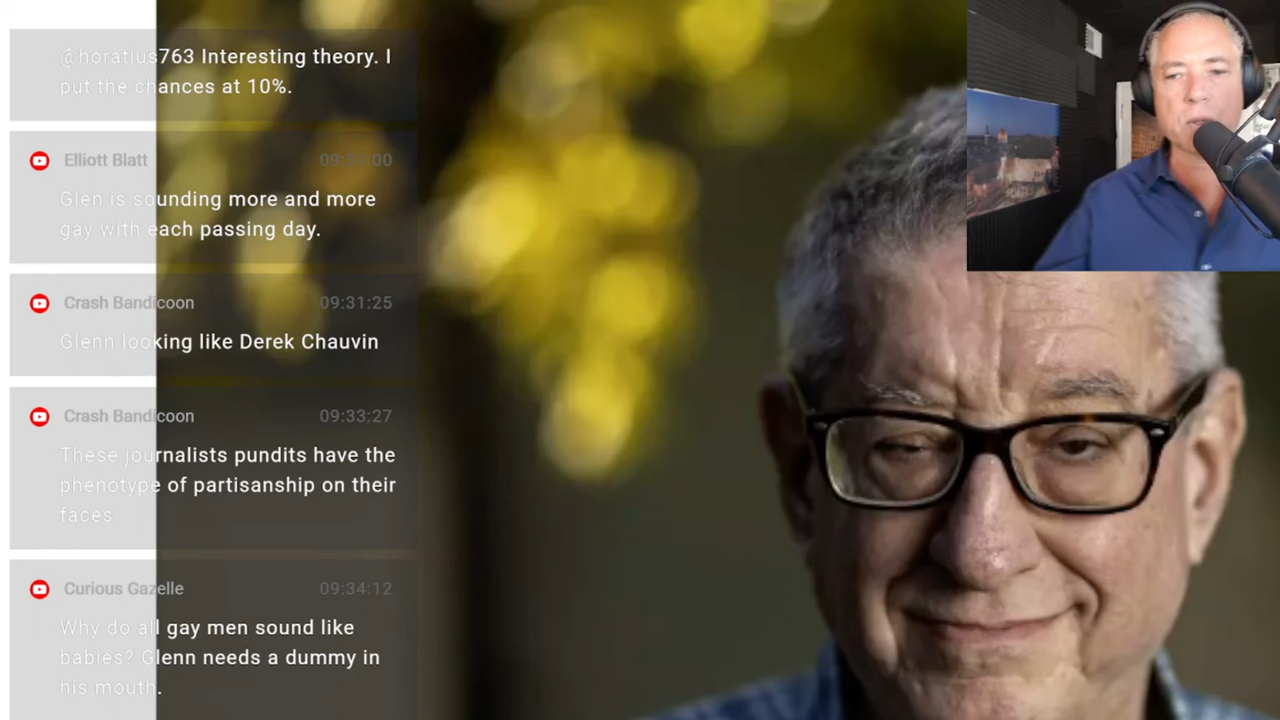 @horatius763 Interesting theory. I
put the chances at 10%.
Elliott Blatt 09:31:00
Glen is sounding more and more
gay with each passing day.
Crash Bandicoon 09:31:25
Glenn looking like Derek Chauvin
Crash Bandicoon 09:33:27
These journalists pundits have the
phenotype of partisanship on their
faces
Curious Gazelle 09:34:12
Why do all gay men sound like
babies? Glenn needs a dummy in
his mouth.